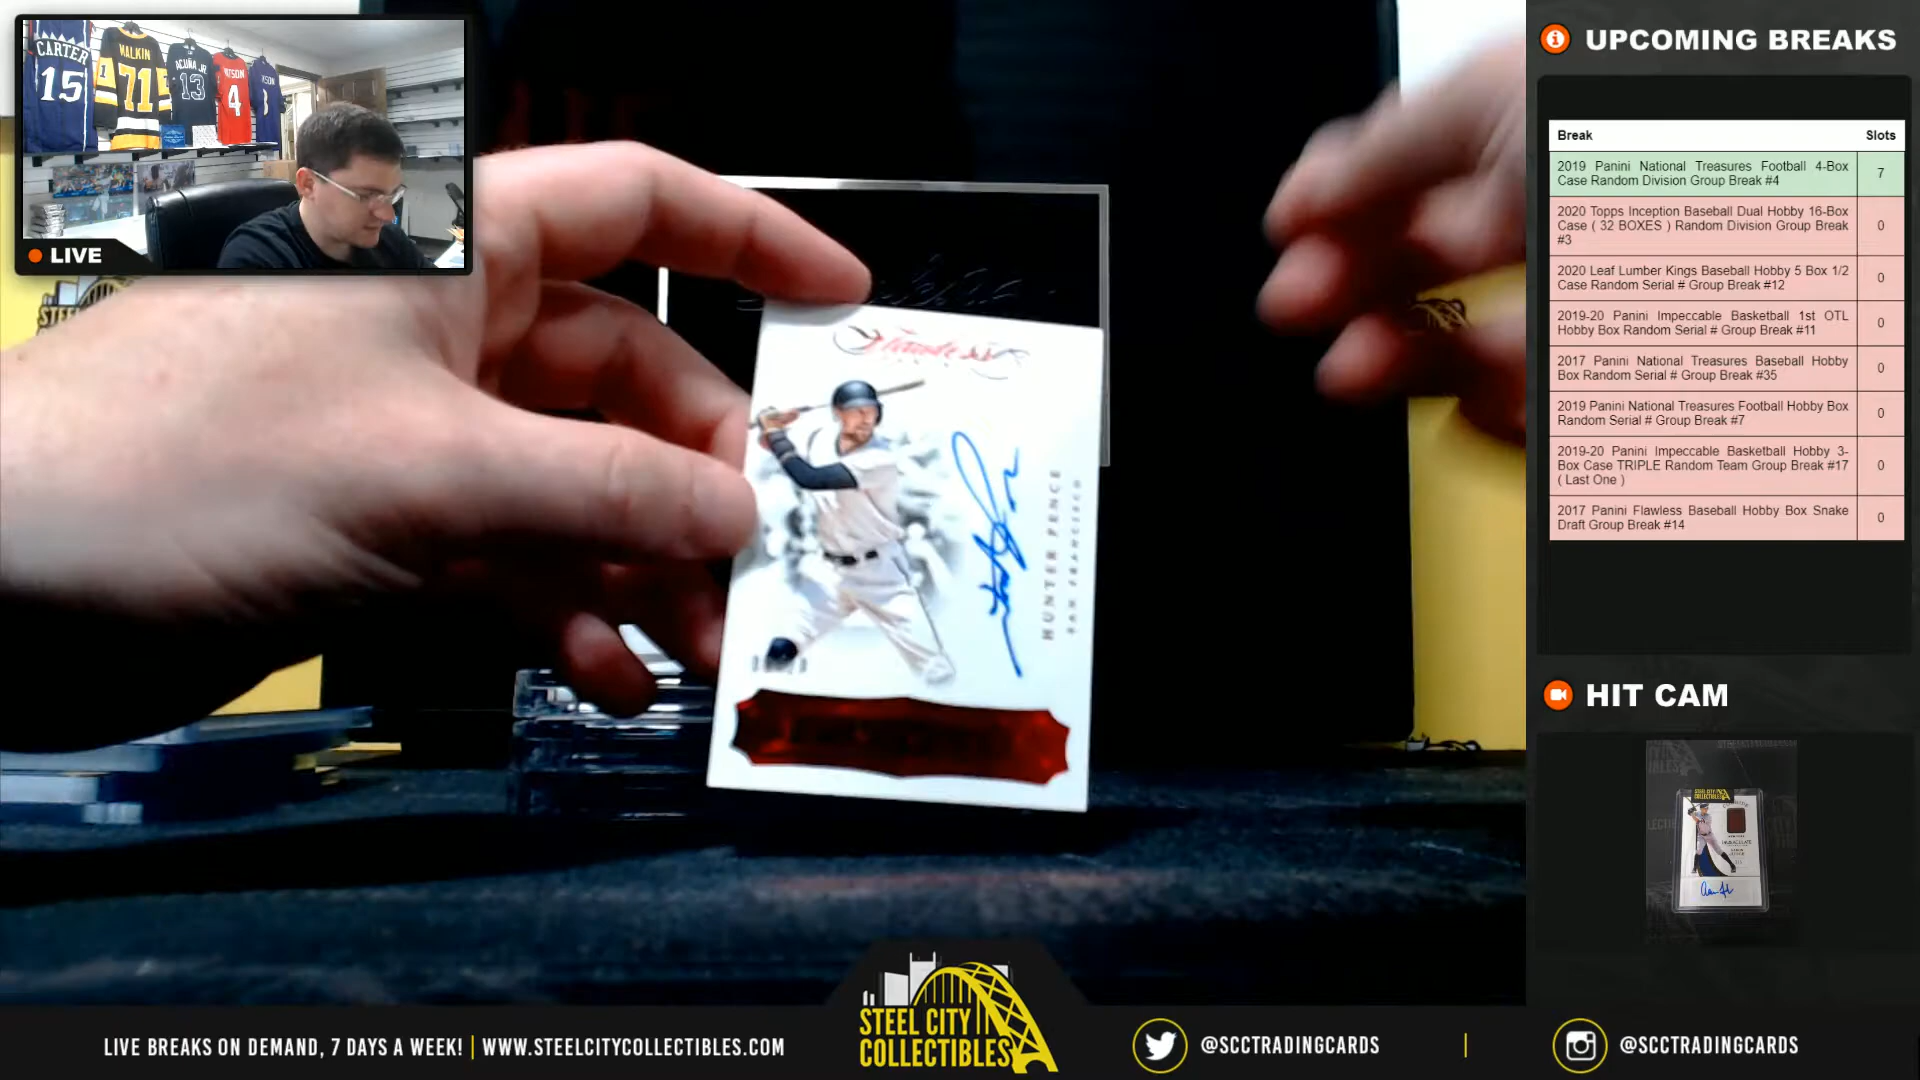 CARTER
15
MALKIN
71
ACUÑA JR
13
4
LIVE
Flawless
HUNTER PENCE
SAN FRANCISCO
UPCOMING BREAKS
Break Slots
2019 Panini National Treasures Football 4-Box
Case Random Division Group Break #4
7
2020 Topps Inception Baseball Dual Hobby 16-Box
Case ( 32 BOXES ) Random Division Group Break
#3
0
2020 Leaf Lumber Kings Baseball Hobby 5 Box 1/2
Case Random Serial # Group Break #12
0
2019-20 Panini Impeccable Basketball 1st OTL
Hobby Box Random Serial # Group Break #11
0
2017 Panini National Treasures Baseball Hobby
Box Random Serial # Group Break #35
0
2019 Panini National Treasures Football Hobby Box
Random Serial # Group Break #7
0
2019-20 Panini Impeccable Basketball Hobby 3-
Box Case TRIPLE Random Team Group Break #17
( Last One )
0
2017 Panini Flawless Baseball Hobby Box Snake
Draft Group Break #14
0
HIT CAM
STEEL CITY
COLLECTIBLES
IMMACULATE
LIVE BREAKS ON DEMAND, 7 DAYS A WEEK! | WWW.STEELCITYCOLLECTIBLES.COM
STEEL CITY
COLLECTIBLES
@SCCTRADINGCARDS | @SCCTRADINGCARDS